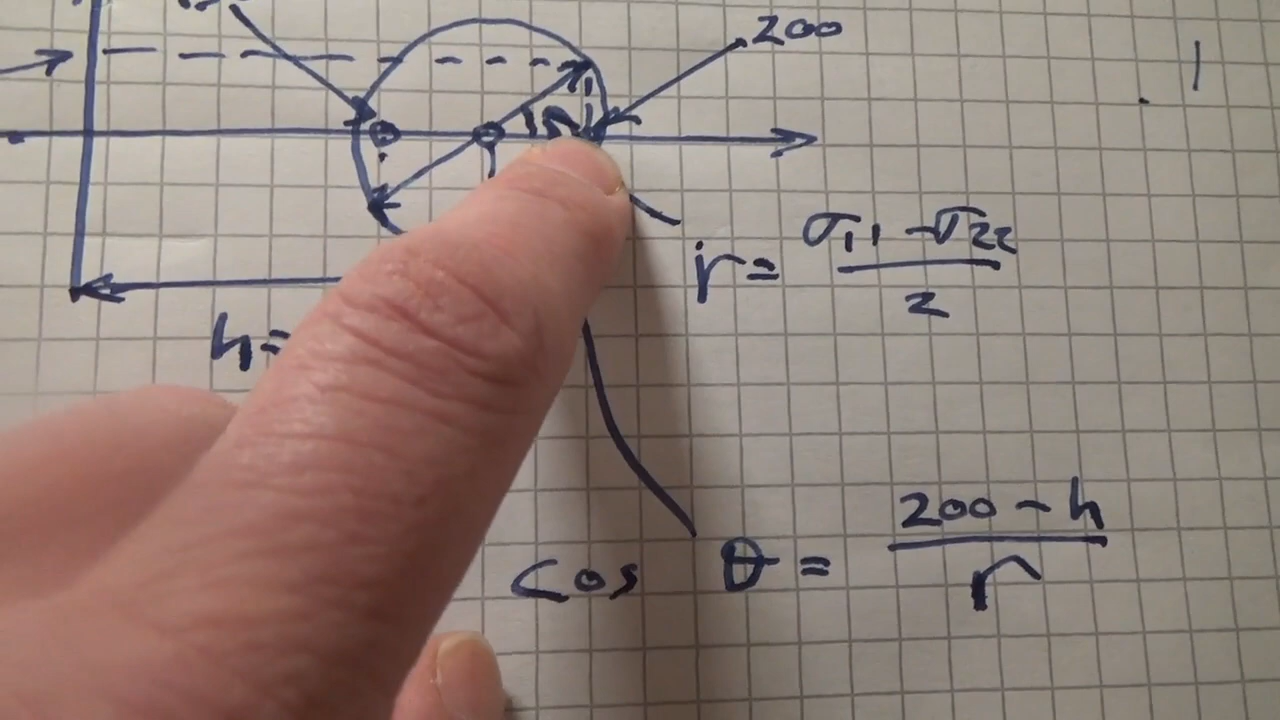 200
r = σ11 - σ22 / 2
h =
cos θ = 200 - h / r